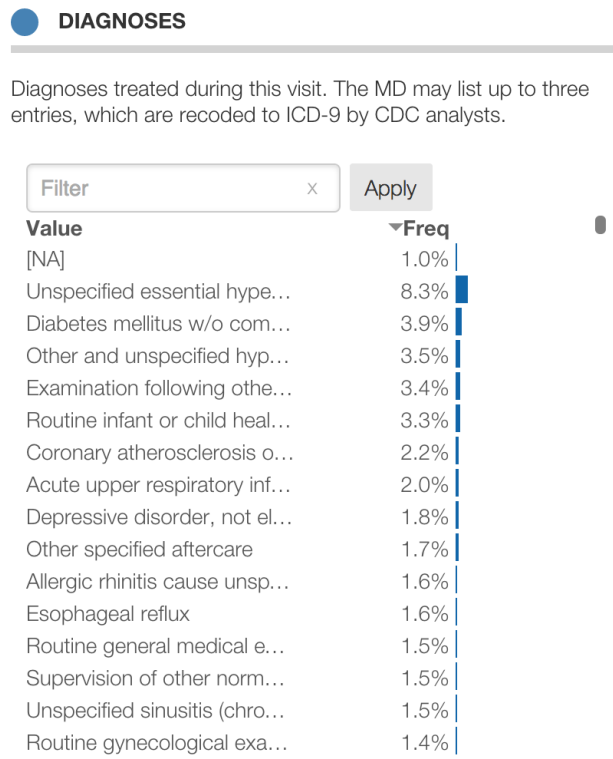 DIAGNOSES
Diagnoses treated during this visit. The MD may list up to three
entries, which are recoded to ICD-9 by CDC analysts.
Filter x Apply
Value Freq
[NA] 1.0%
Unspecified essential hype... 8.3%
Diabetes mellitus w/o com... 3.9%
Other and unspecified hyp... 3.5%
Examination following othe... 3.4%
Routine infant or child heal... 3.3%
Coronary atherosclerosis o... 2.2%
Acute upper respiratory inf... 2.0%
Depressive disorder, not el... 1.8%
Other specified aftercare 1.7%
Allergic rhinitis cause unsp... 1.6%
Esophageal reflux 1.6%
Routine general medical e... 1.5%
Supervision of other norm... 1.5%
Unspecified sinusitis (chro... 1.5%
Routine gynecological exa... 1.4%